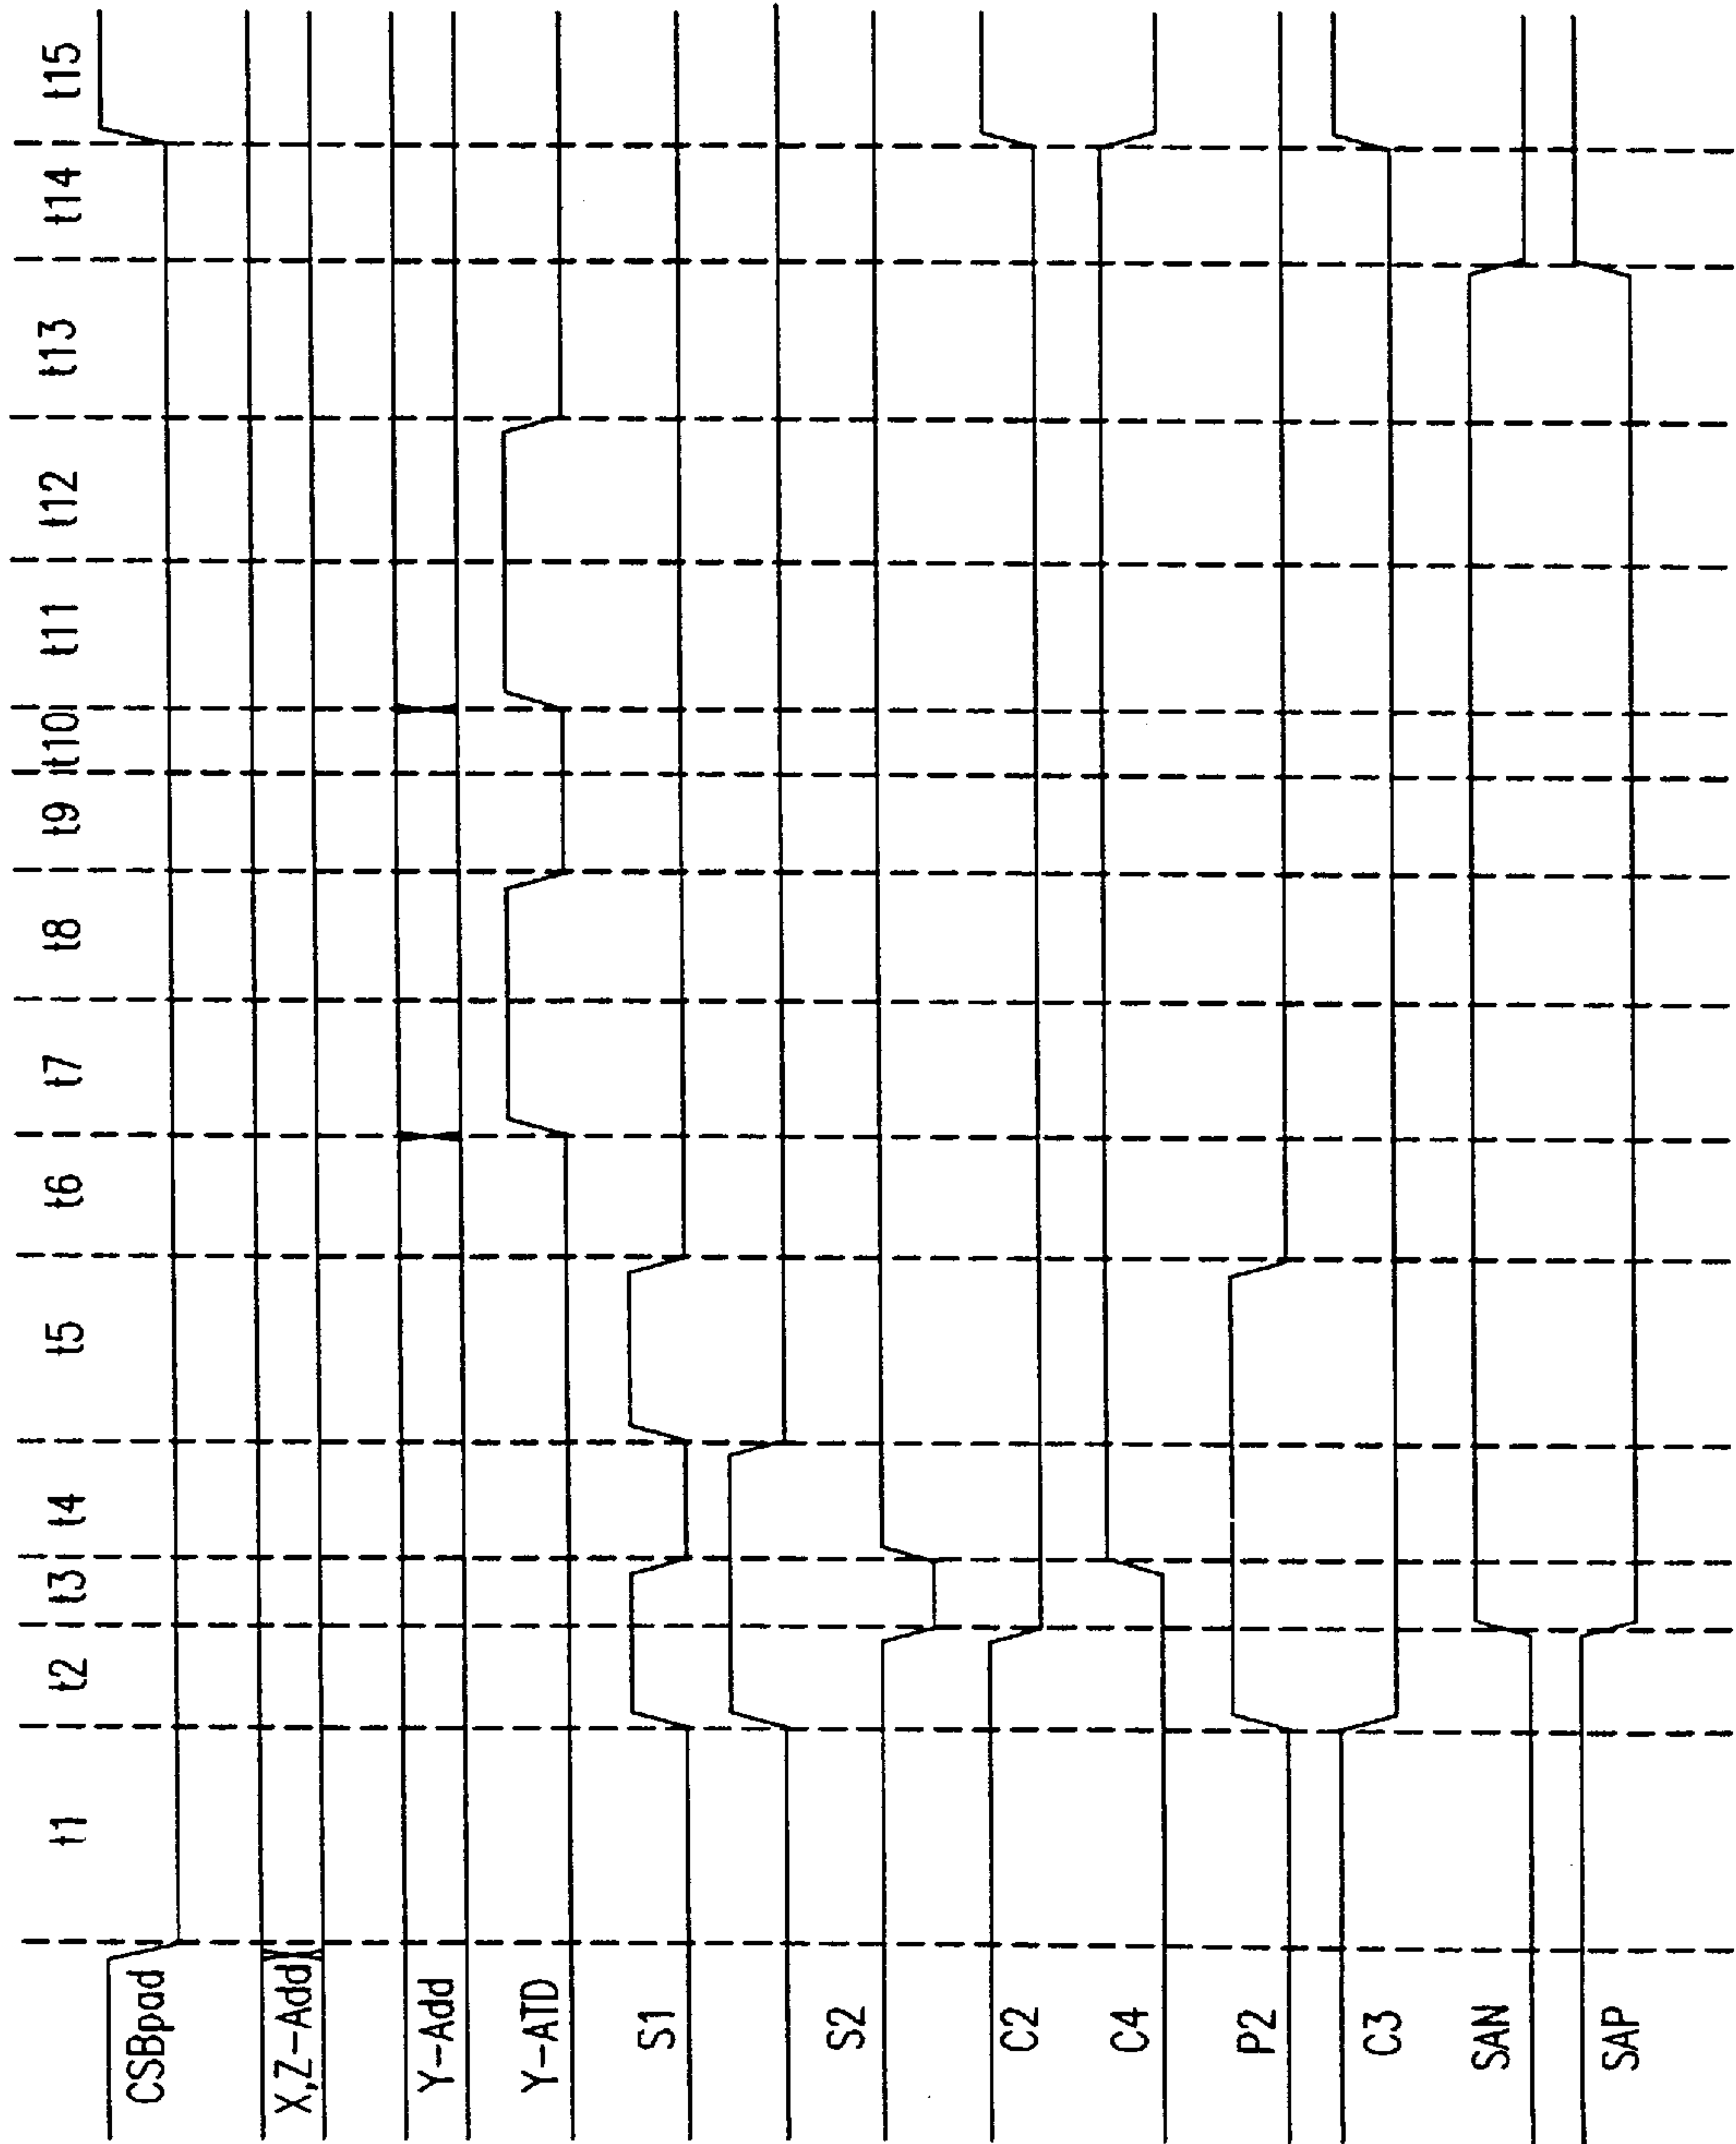 t1 t2 t3 t4 t5 t6 t7 t8 t9 t10 t11 t12 t13 t14 t15
CSBpad
X,Z-Add
Y-Add
Y-ATD
S1
S2
C2
C4
P2
C3
SAN
SAP